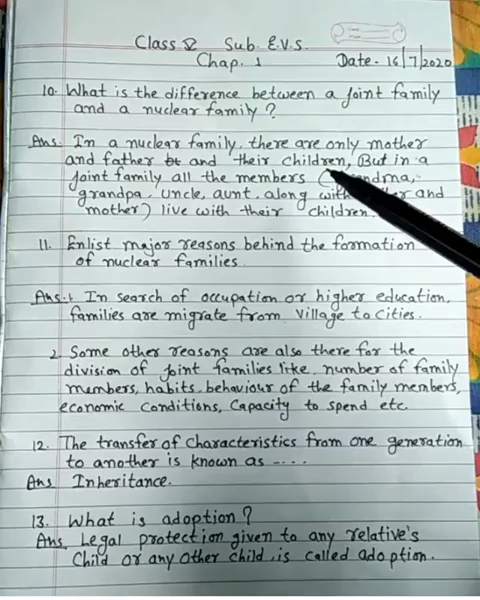 Class V Sub. E.V.S.
Chap. 1 Date- 16/7/2020
10. What is the difference between a joint family
and a nuclear family?
Ans. In a nuclear family, there are only mother
and father bt and their children, But in a
joint family all the members (
grandpa, uncle, aunt, along with and
mother) live with their children.
11. Enlist major reasons behind the formation
of nuclear families.
Ans:1. In search of occupation or higher education,
families are migrate from village to cities.
2. Some other reasons are also there for the
division of joint families like number of family
members, habits, behaviour of the family members,
economic conditions, Capacity to spend etc.
12. The transfer of characteristics from one generation
to another is known as ----
Ans Inheritance.
13. What is adoption?
Ans. Legal protection given to any relative's
Child or any other child is called adoption.